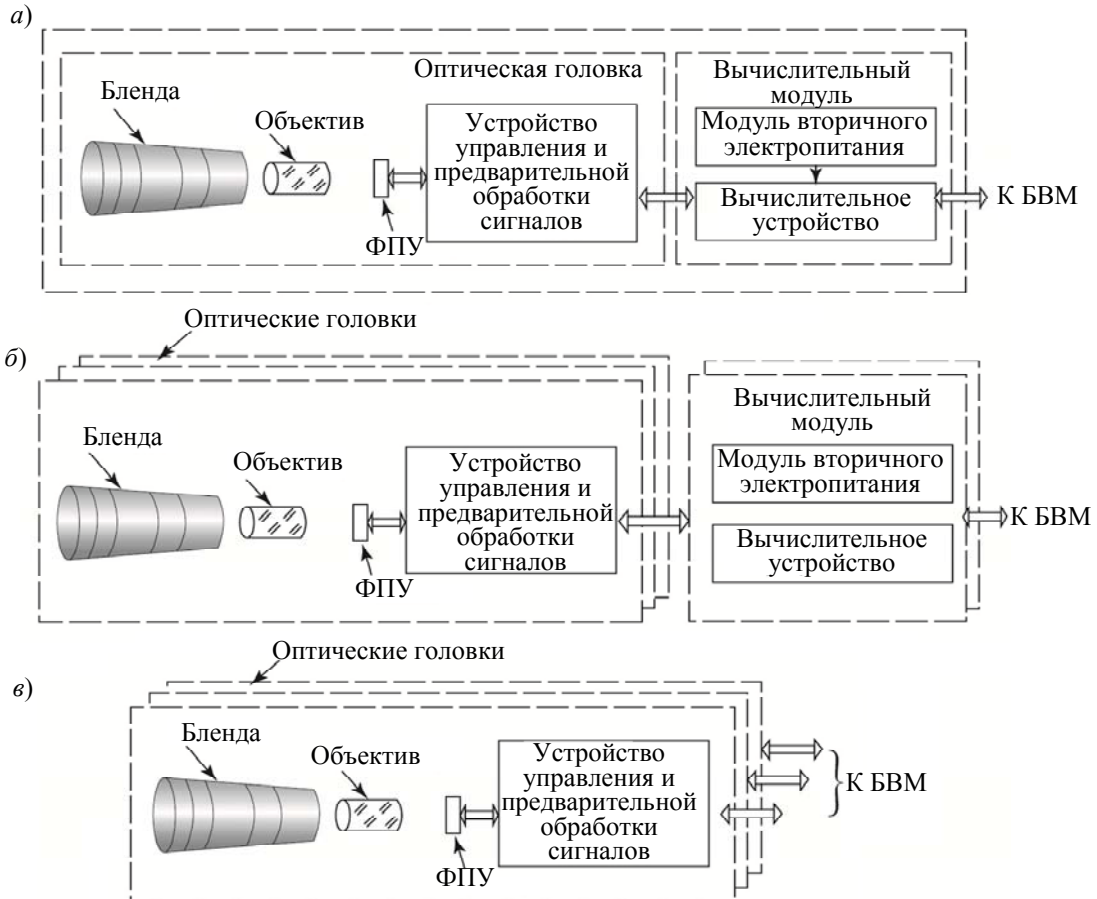 а)
Оптическая головка
Бленда
Объектив
ФПУ
Устройство
управления и
предварительной
обработки
сигналов
Вычислительный
модуль
Модуль вторичного
электропитания
Вычислительное
устройство
К БВМ
Оптические головки
б)
Бленда
Объектив
ФПУ
Устройство
управления и
предварительной
обработки
сигналов
Вычислительный
модуль
Модуль вторичного
электропитания
Вычислительное
устройство
К БВМ
Оптические головки
в)
Бленда
Объектив
ФПУ
Устройство
управления и
предварительной
обработки
сигналов
К БВМ